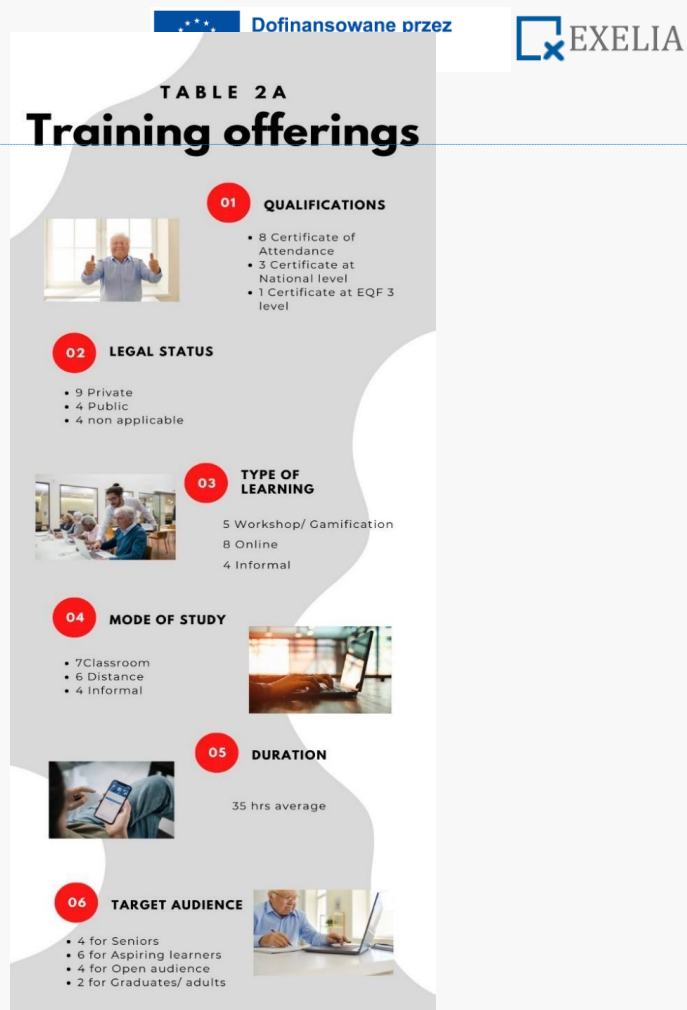 Dofinansowane przez
EXELIA
TABLE 2A
Training offerings
01
QUALIFICATIONS
• 8 Certificate of
Attendance
• 3 Certificate at
National level
• 1 Certificate at EQF 3
level
02
LEGAL STATUS
• 9 Private
• 4 Public
• 4 non applicable
03
TYPE OF
LEARNING
5 Workshop/ Gamification
8 Online
4 Informal
04
MODE OF STUDY
• 7Classroom
• 6 Distance
• 4 Informal
05
DURATION
35 hrs average
06
TARGET AUDIENCE
• 4 for Seniors
• 6 for Aspiring learners
• 4 for Open audience
• 2 for Graduates/ adults